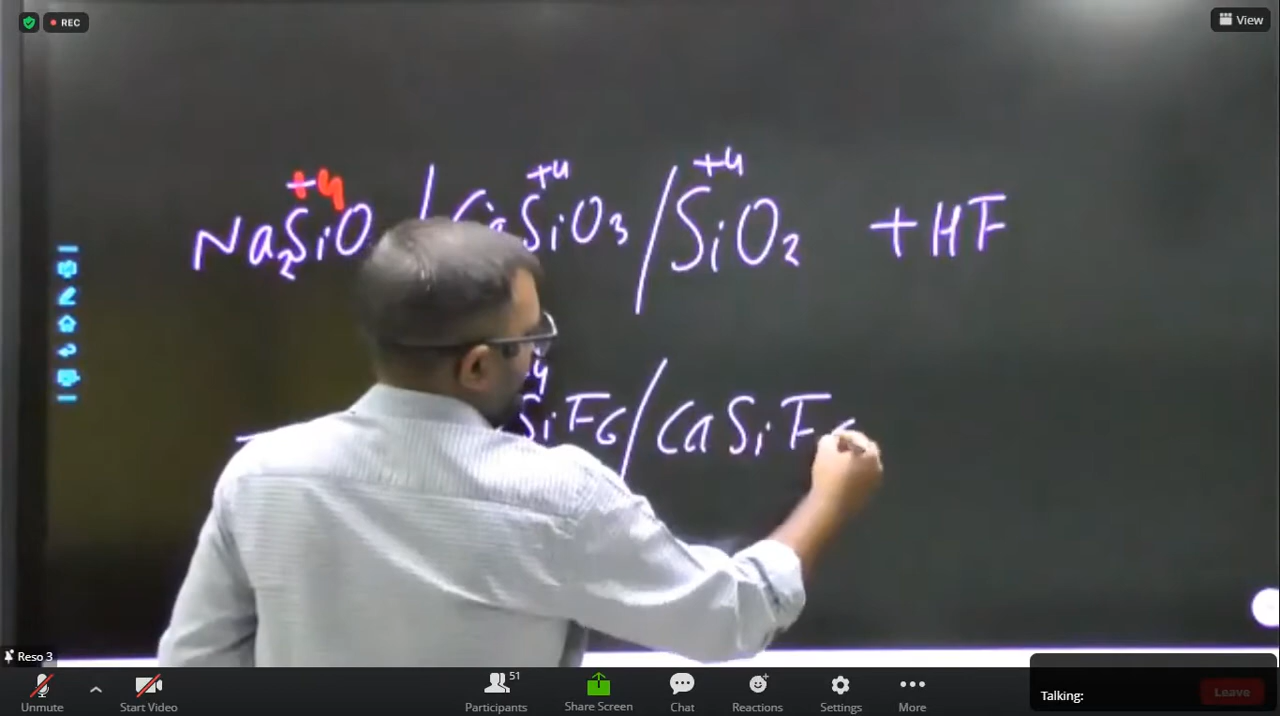 REC
View
+4 +4 +4
Na2SiO / CaSiO3 / SiO2 + HF
SiF6 / CaSiF6
Reso 3
Unmute
Start Video
Participants 51
Share Screen
Chat
Reactions
Settings
More
Talking:
Leave